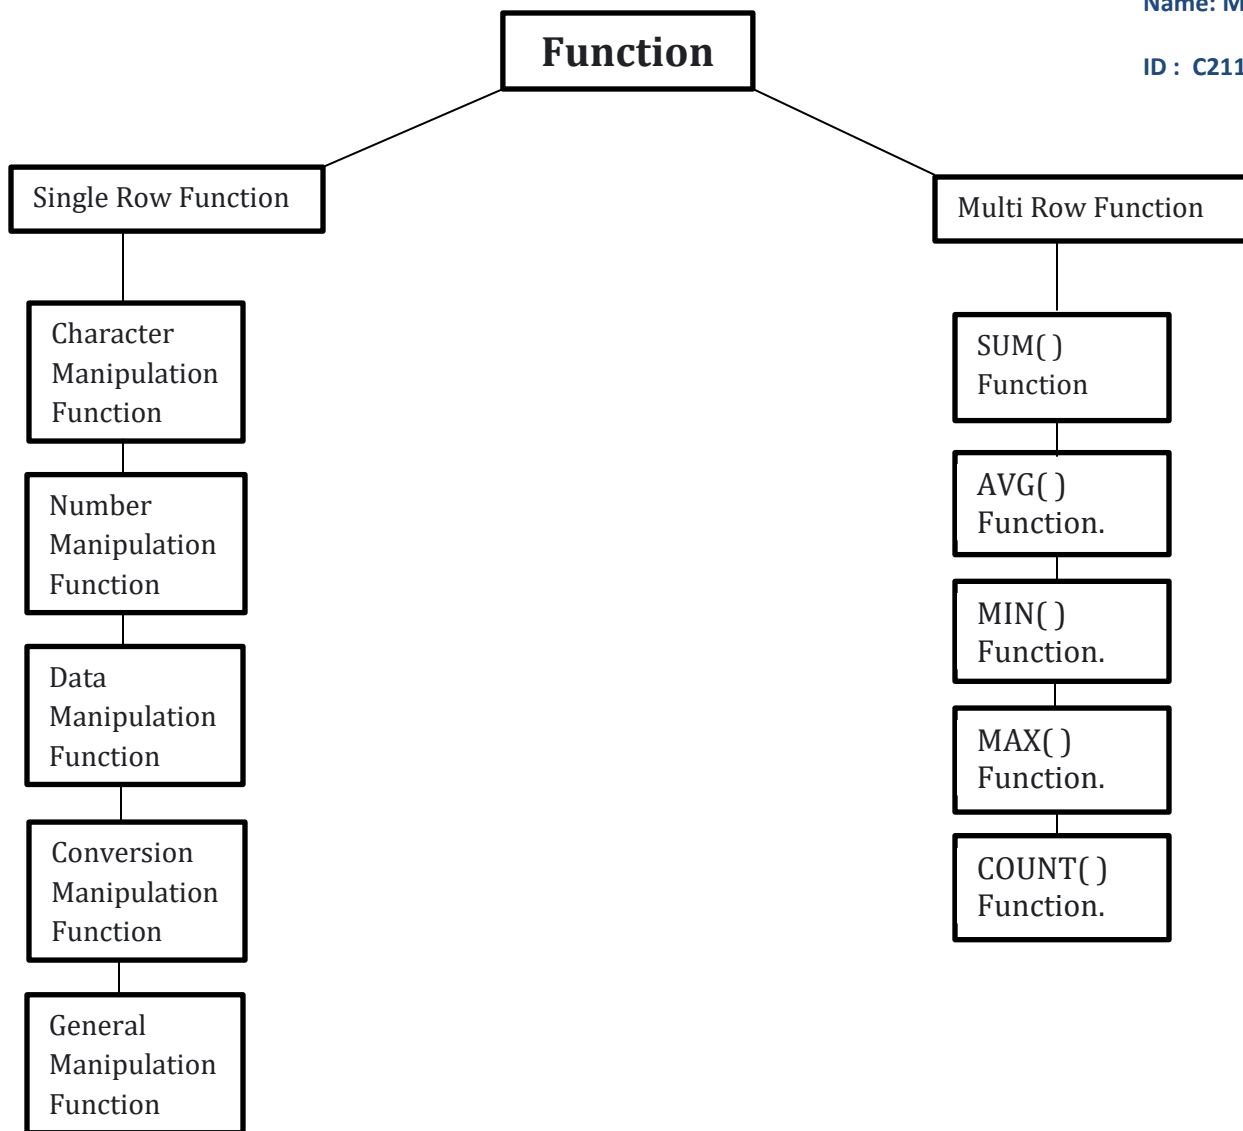 Name: M
ID : C211
Function
Single Row Function
Character
Manipulation
Function
Number
Manipulation
Function
Data
Manipulation
Function
Conversion
Manipulation
Function
General
Manipulation
Function
Multi Row Function
SUM( )
Function
AVG( )
Function.
MIN( )
Function.
MAX( )
Function.
COUNT( )
Function.